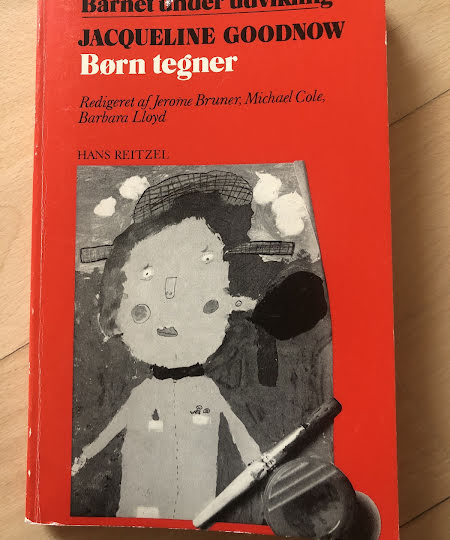 Barnet under udvikling
JACQUELINE GOODNOW
Børn tegner
Redigeret af Jerome Bruner, Michael Cole,
Barbara Lloyd
HANS REITZEL